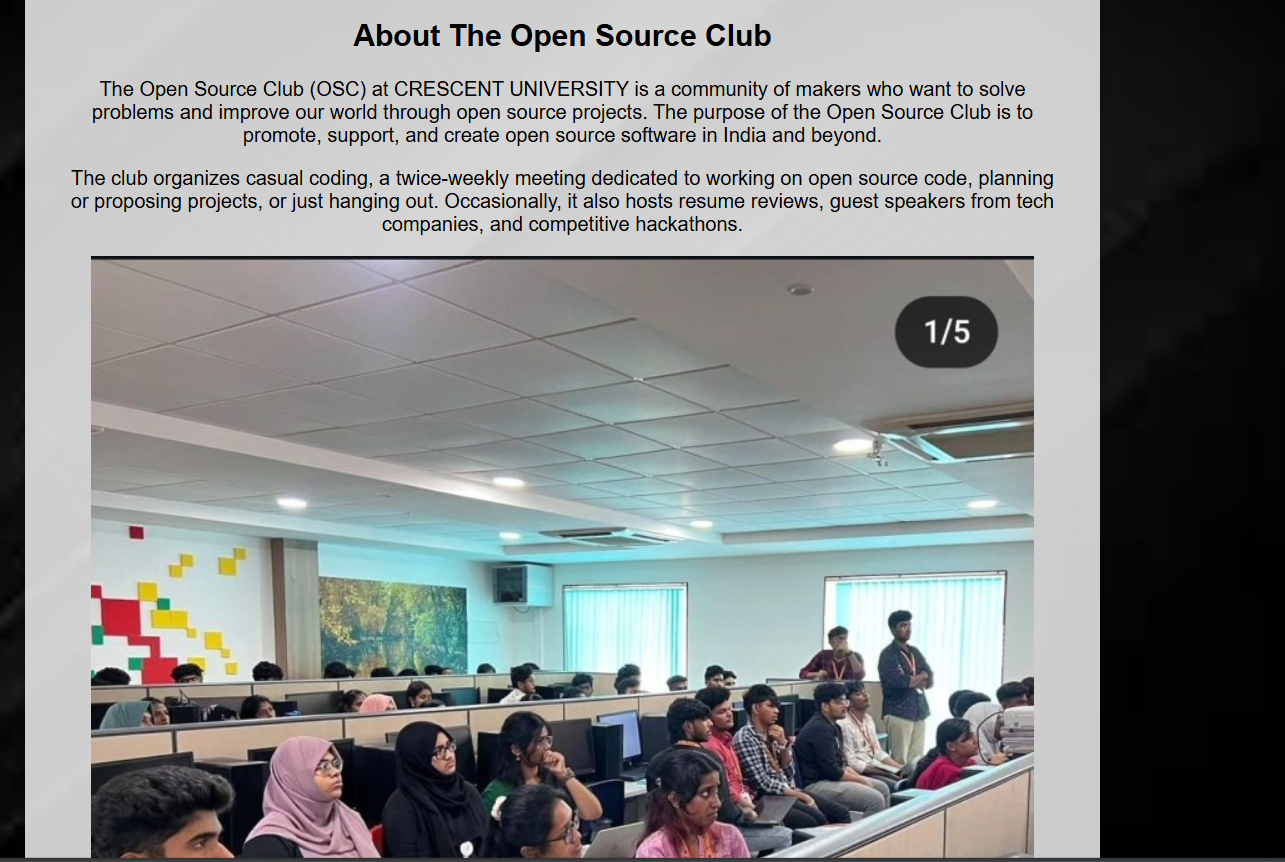 About The Open Source Club
The Open Source Club (OSC) at CRESCENT UNIVERSITY is a community of makers who want to solve
problems and improve our world through open source projects. The purpose of the Open Source Club is to
promote, support, and create open source software in India and beyond.
The club organizes casual coding, a twice-weekly meeting dedicated to working on open source code, planning
or proposing projects, or just hanging out. Occasionally, it also hosts resume reviews, guest speakers from tech
companies, and competitive hackathons.
1/5